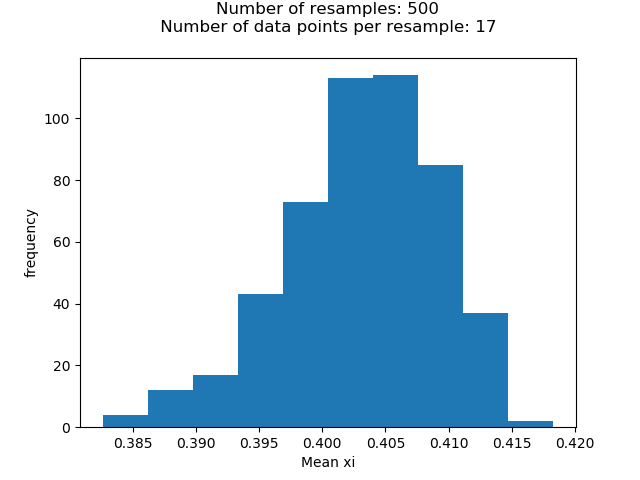 Number of resamples: 500
Number of data points per resample: 17
100
80
60
40
20
0
frequency
0.385 0.390 0.395 0.400 0.405 0.410 0.415 0.420
Mean xi